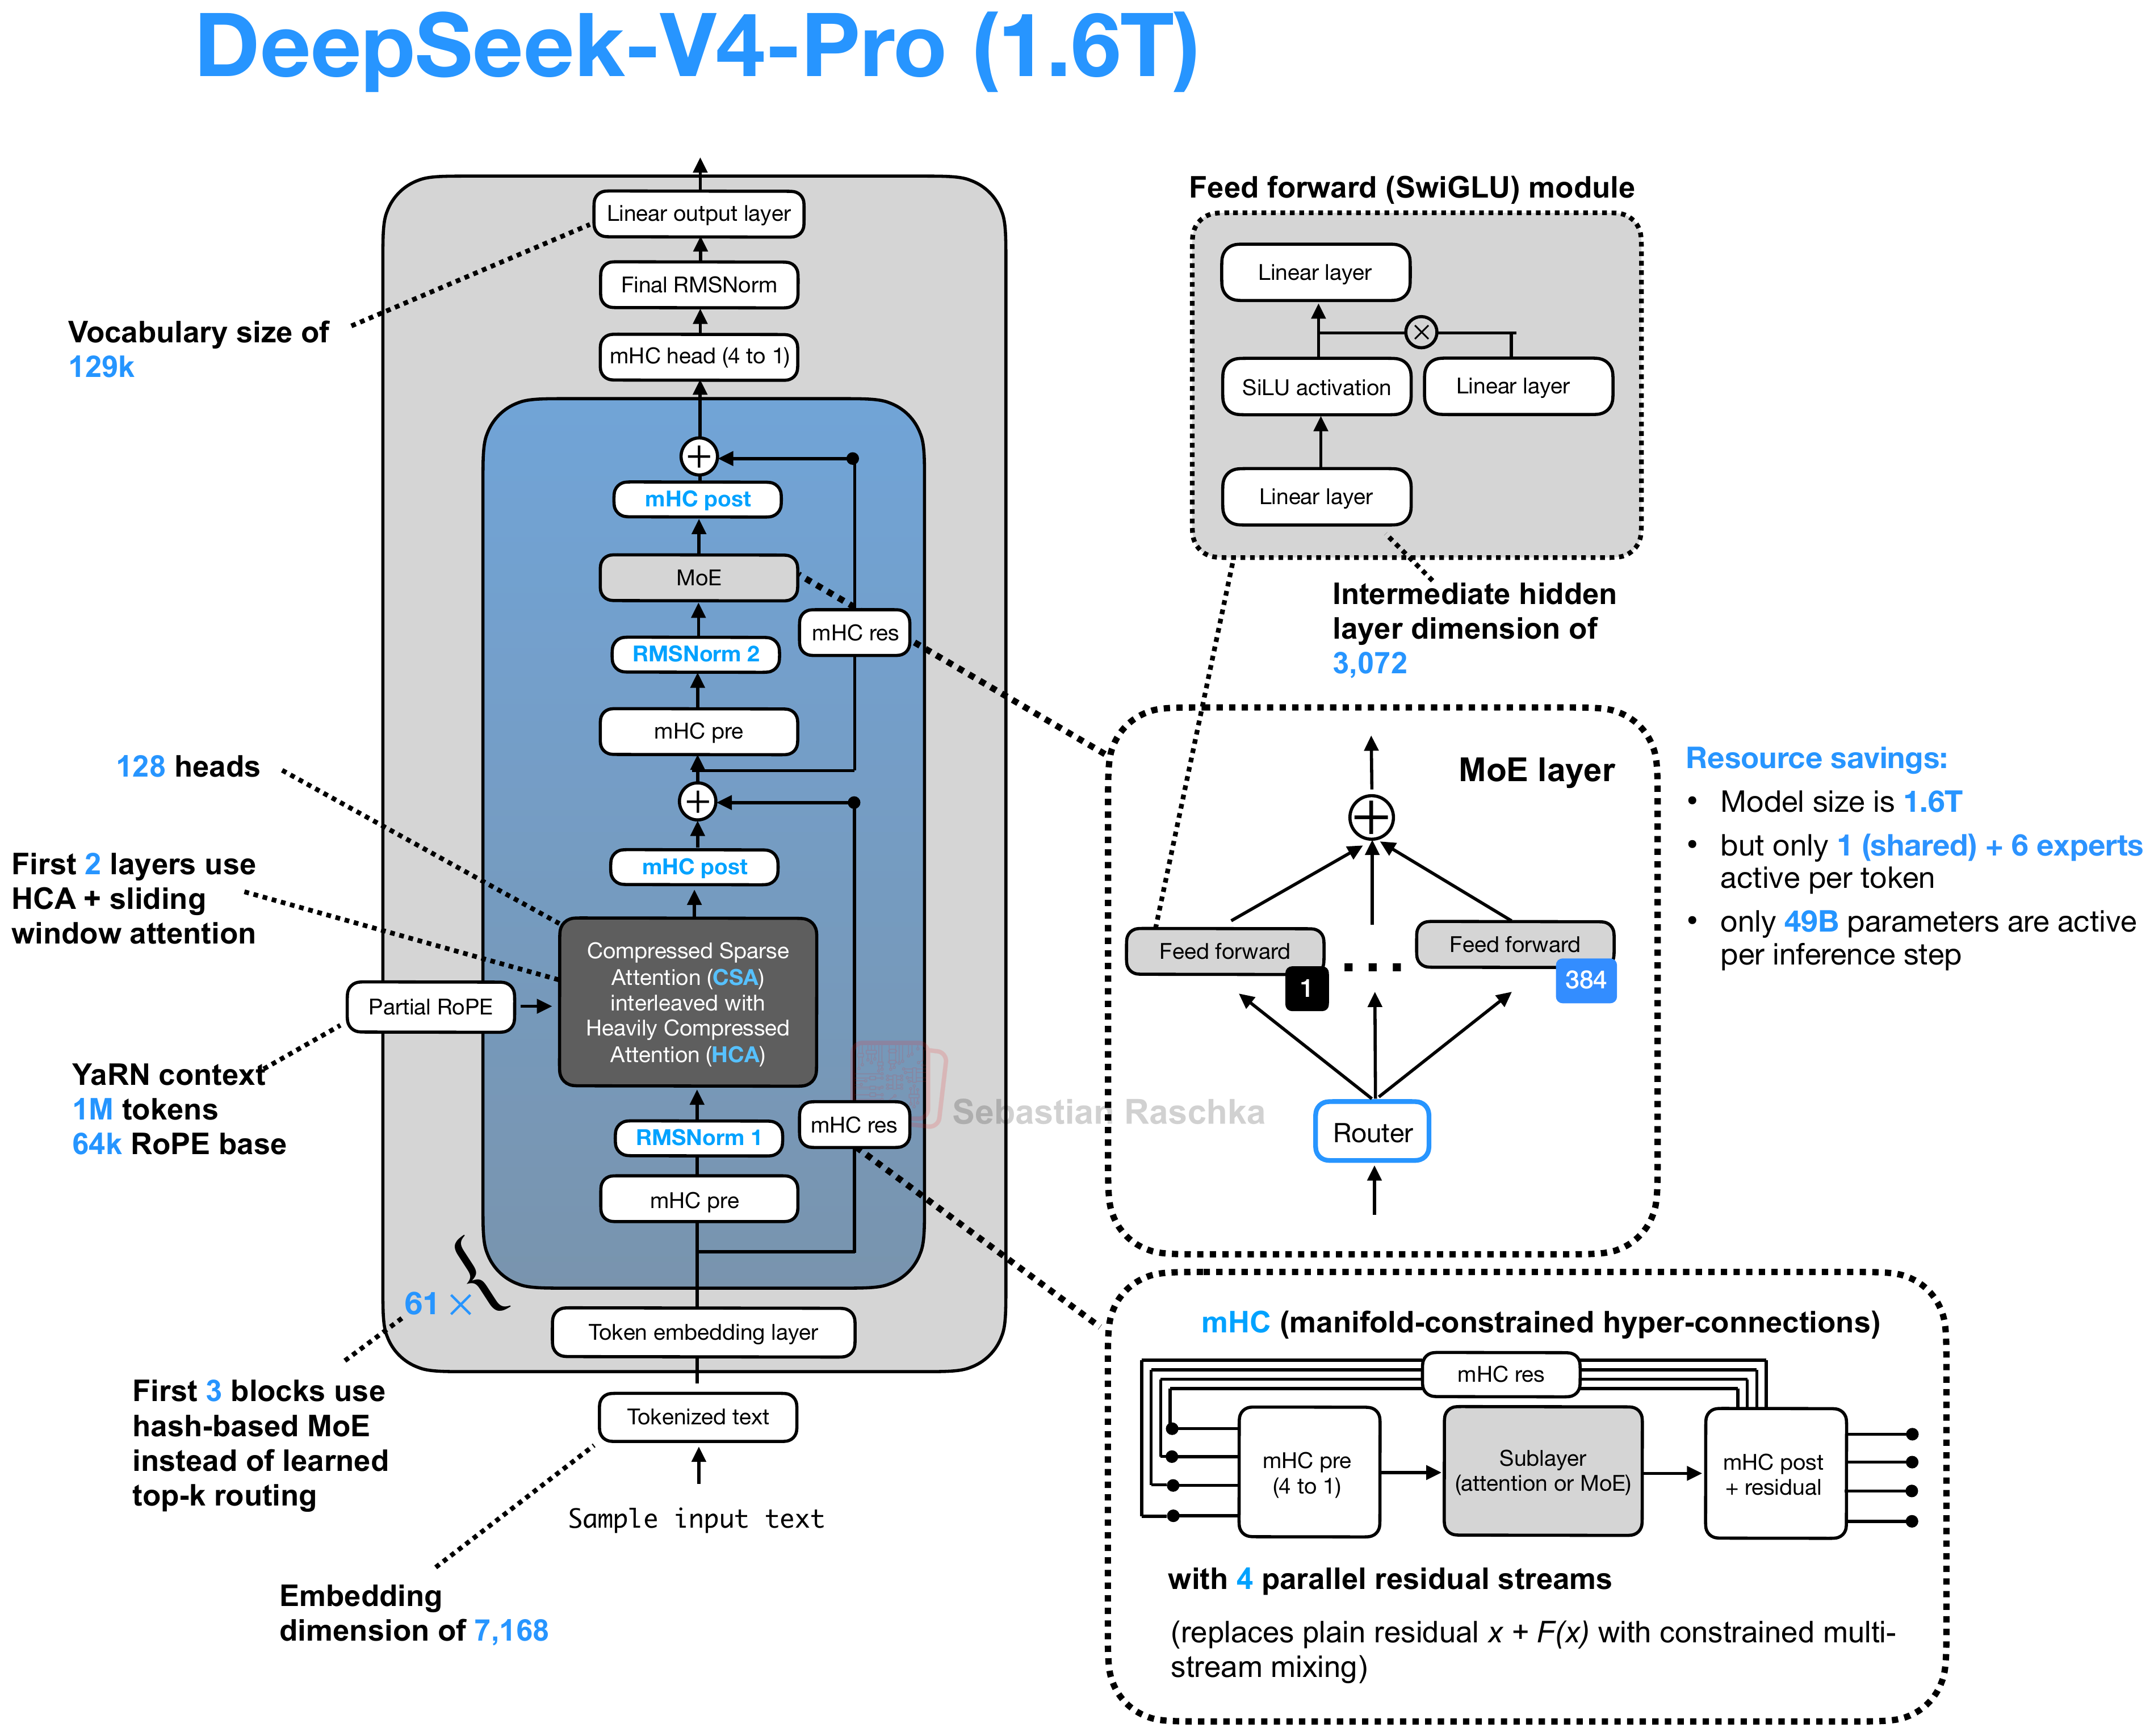 DeepSeek-V4-Pro (1.6T)
Linear output layer
Final RMSNorm
mHC head (4 to 1)
Vocabulary size of
129k
mHC post
MoE
mHC res
RMSNorm 2
mHC pre
128 heads
mHC post
First 2 layers use
HCA + sliding
window attention
Compressed Sparse
Attention (CSA)
interleaved with
Heavily Compressed
Attention (HCA)
Partial RoPE
YaRN context
1M tokens
64k RoPE base
RMSNorm 1
mHC res
mHC pre
61 ×
Token embedding layer
First 3 blocks use
hash-based MoE
instead of learned
top-k routing
Tokenized text
Sample input text
Embedding
dimension of 7,168
Feed forward (SwiGLU) module
Linear layer
SiLU activation
Linear layer
Linear layer
Intermediate hidden
layer dimension of
3,072
MoE layer
Feed forward
1
Feed forward
384
Router
Resource savings:
• Model size is 1.6T
• but only 1 (shared) + 6 experts
active per token
• only 49B parameters are active
per inference step
Sebastian Raschka
mHC (manifold-constrained hyper-connections)
mHC res
mHC pre
(4 to 1)
Sublayer
(attention or MoE)
mHC post
+ residual
with 4 parallel residual streams
(replaces plain residual x + F(x) with constrained multi-
stream mixing)